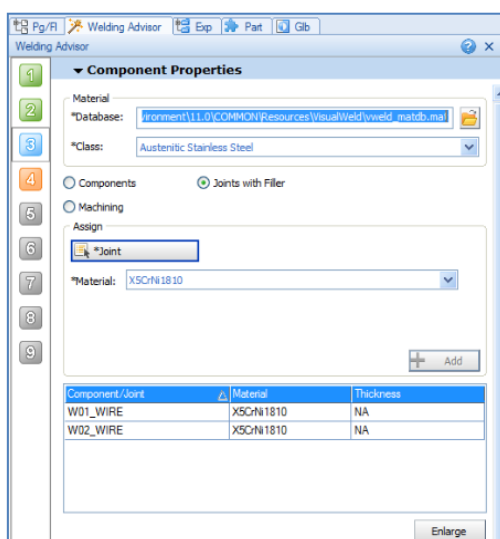 Pg/Fl Welding Advisor Exp Part Glb
Welding Advisor
Component Properties
Material
*Database: vironment\11.0\COMMON\Resources\VisualWeld\vweld_matdb.mat
*Class: Austenitic Stainless Steel
Components Joints with Filler
Machining
Assign
*Joint
*Material: X5CrNi1810
Add
Component/Joint Material Thickness
W01_WIRE X5CrNi1810 NA
W02_WIRE X5CrNi1810 NA
Enlarge
1
2
3
4
5
6
7
8
9